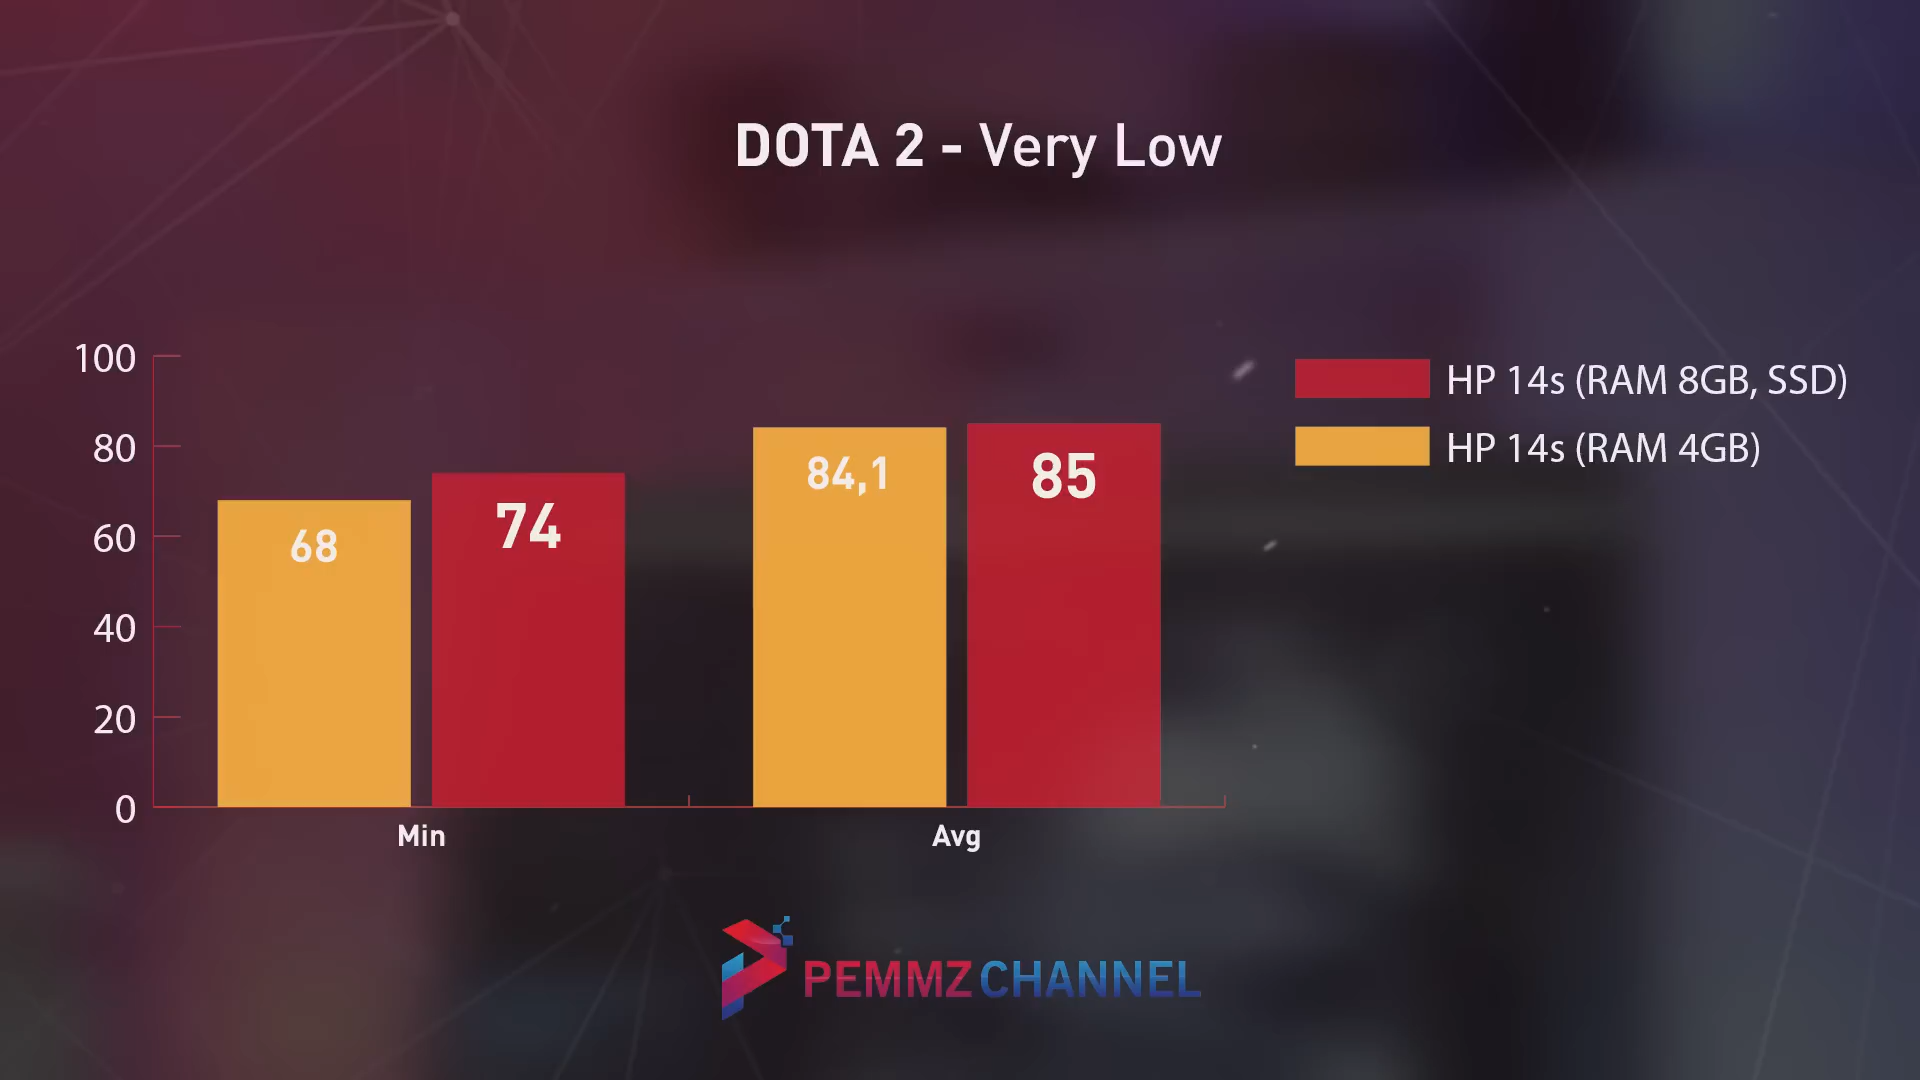 DOTA 2 - Very Low
100
80
60
40
20
0
68
74
84,1
85
Min
Avg
HP 14s (RAM 8GB, SSD)
HP 14s (RAM 4GB)
PEMMZ CHANNEL